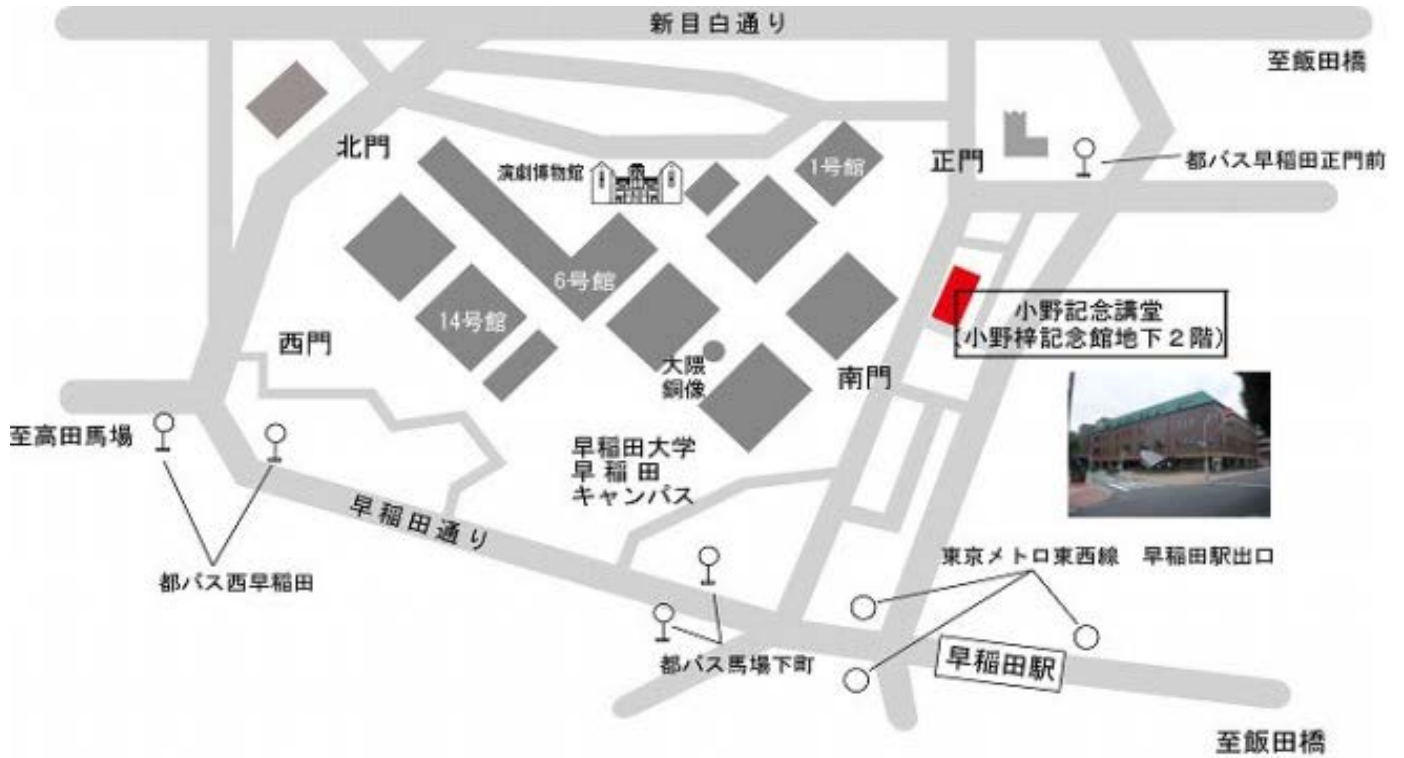 新目白通り
至飯田橋
北門
演劇博物館
1号館
正門
都バス早稲田正門前
6号館
14号館
小野記念講堂
(小野梓記念館地下２階)
西門
大隈
銅像
南門
至高田馬場
早稲田大学
早 稲 田
キャンパス
早稲田通り
都バス西早稲田
東京メトロ東西線　早稲田駅出口
都バス馬場下町
早稲田駅
至飯田橋